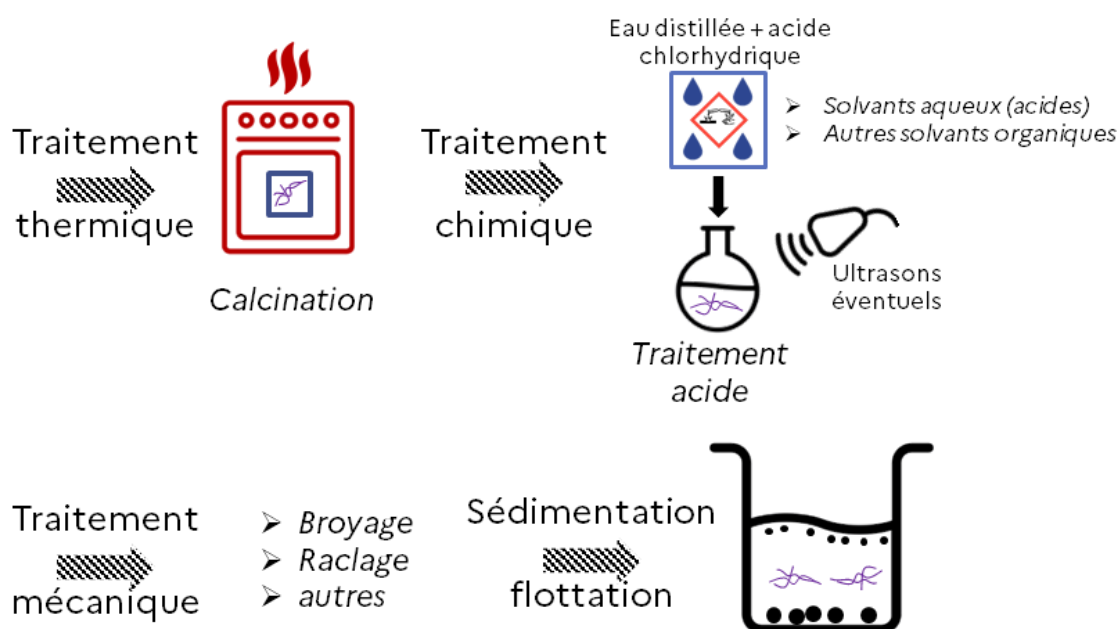 Traitement
thermique
Calcination
Traitement
chimique
Eau distillée + acide
chlorhydrique
➢ Solvants aqueux (acides)
➢ Autres solvants organiques
Ultrasons
éventuels
Traitement
acide
Traitement
mécanique
➢ Broyage
➢ Raclage
➢ autres
Sédimentation
flottation